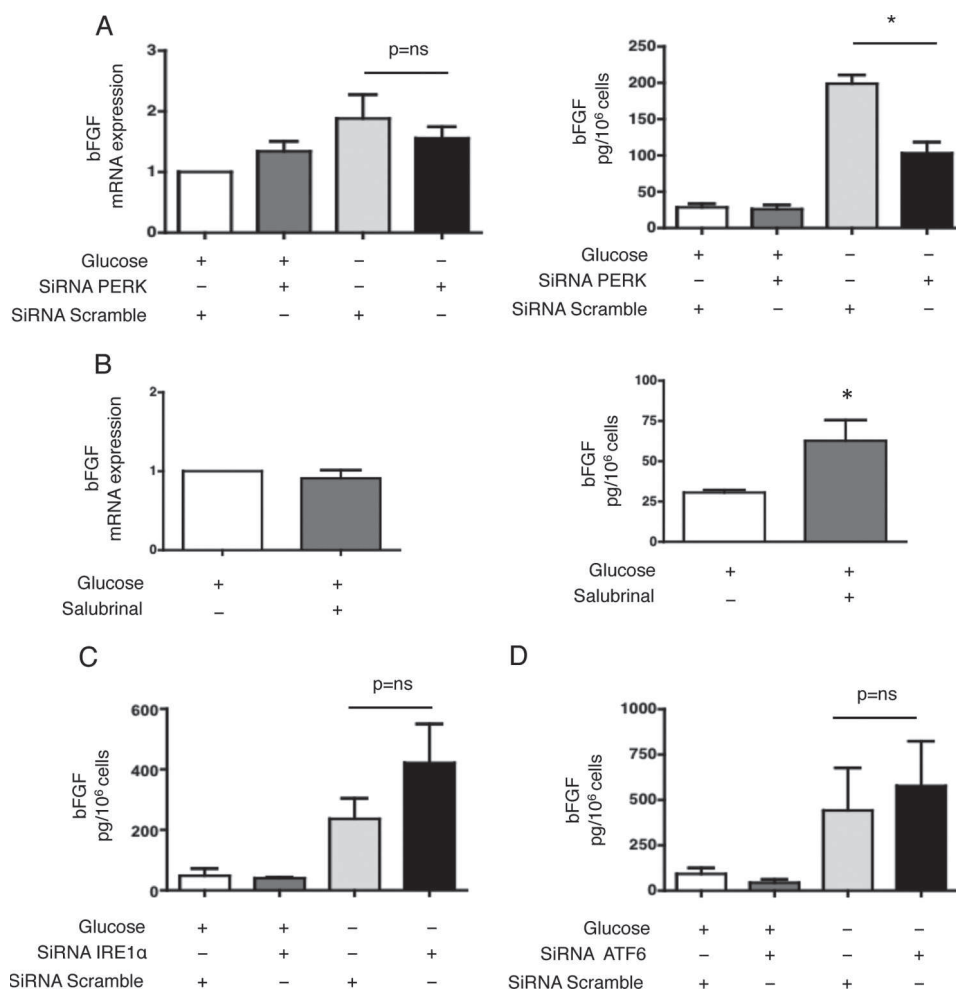 A
bFGF
mRNA expression
3
2
1
0
p=ns
Glucose + + – –
SiRNA PERK – + – +
SiRNA Scramble + – + –
bFGF
pg/10⁶ cells
250
200
150
100
50
0
*
Glucose + + – –
SiRNA PERK – + – +
SiRNA Scramble + – + –
B
bFGF
mRNA expression
2
1
0
Glucose + +
Salubrinal – +
bFGF
pg/10⁶ cells
100
75
50
25
0
*
Glucose + +
Salubrinal – +
C
bFGF
pg/10⁶ cells
600
400
200
0
p=ns
Glucose + + – –
SiRNA IRE1α – + – +
SiRNA Scramble + – + –
D
bFGF
pg/10⁶ cells
1000
750
500
250
0
p=ns
Glucose + + – –
SiRNA ATF6 – + – +
SiRNA Scramble + – + –